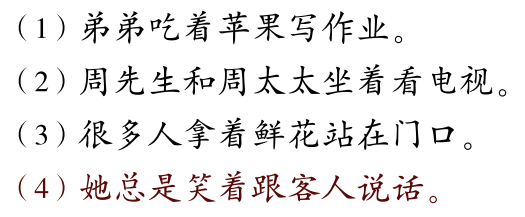 （1）弟弟吃着苹果写作业。
（2）周先生和周太太坐着看电视。
（3）很多人拿着鲜花站在门口。
（4）她总是笑着跟客人说话。